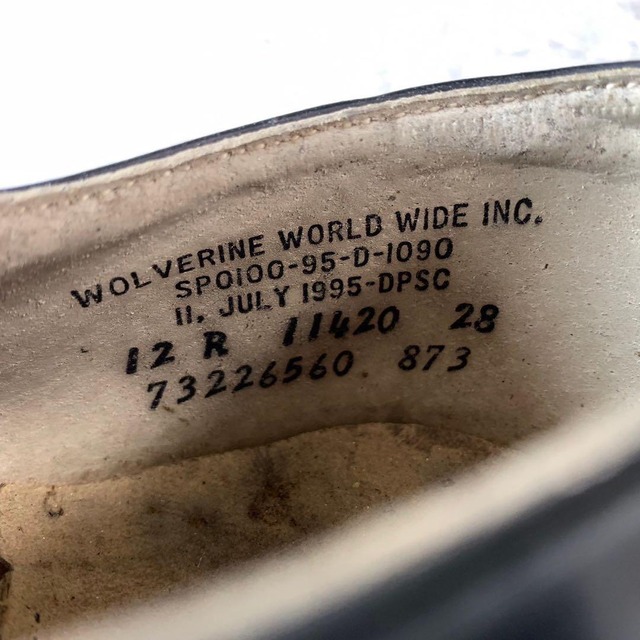 WOLVERINE WORLD WIDE INC.
SP0100-95-D-1090
11, JULY 1995-DPSC
12 R 11420 28
73226560 873